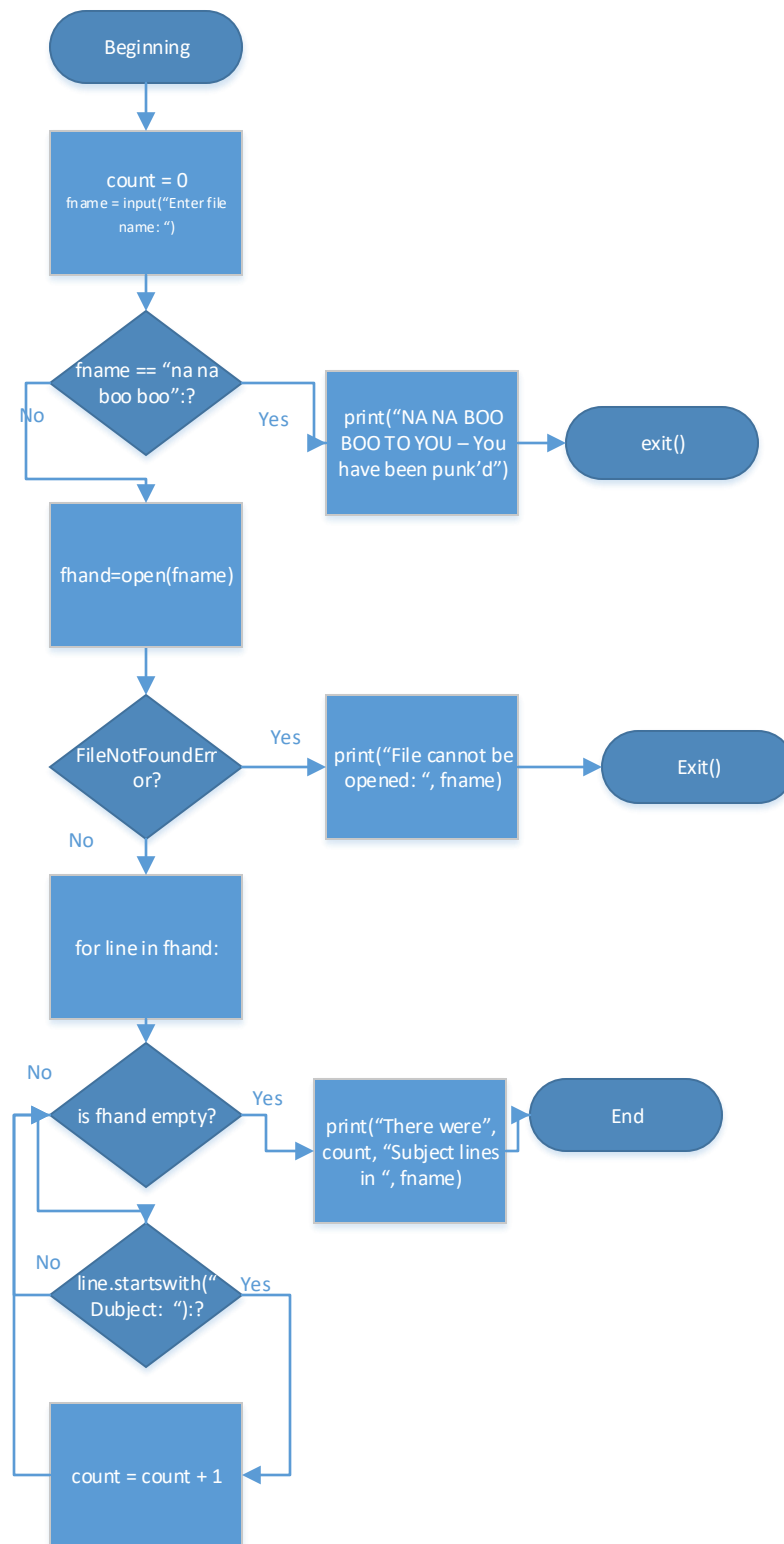 Beginning
count = 0
fname = input(“Enter file
name: “)
fname == “na na
boo boo”:?
No
Yes
print(“NA NA BOO
BOO TO YOU – You
have been punk’d”)
exit()
fhand=open(fname)
FileNotFoundErr
or?
Yes
print(“File cannot be
opened: “, fname)
Exit()
No
for line in fhand:
No
is fhand empty?
Yes
print(“There were”,
count, “Subject lines
in “, fname)
End
No
line.startswith(“
Dubject:  “):?
Yes
count = count + 1